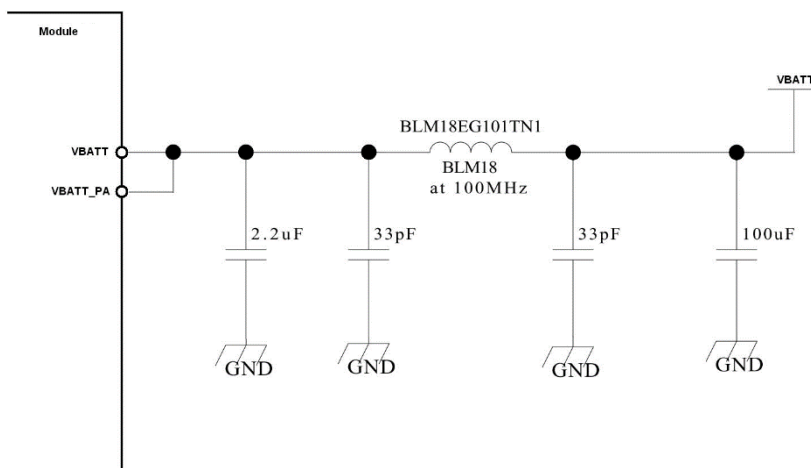 Module
VBATT
BLM18EG101TN1
VBATT
BLM18
at 100MHz
VBATT_PA
2.2uF
33pF
33pF
100uF
GND
GND
GND
GND